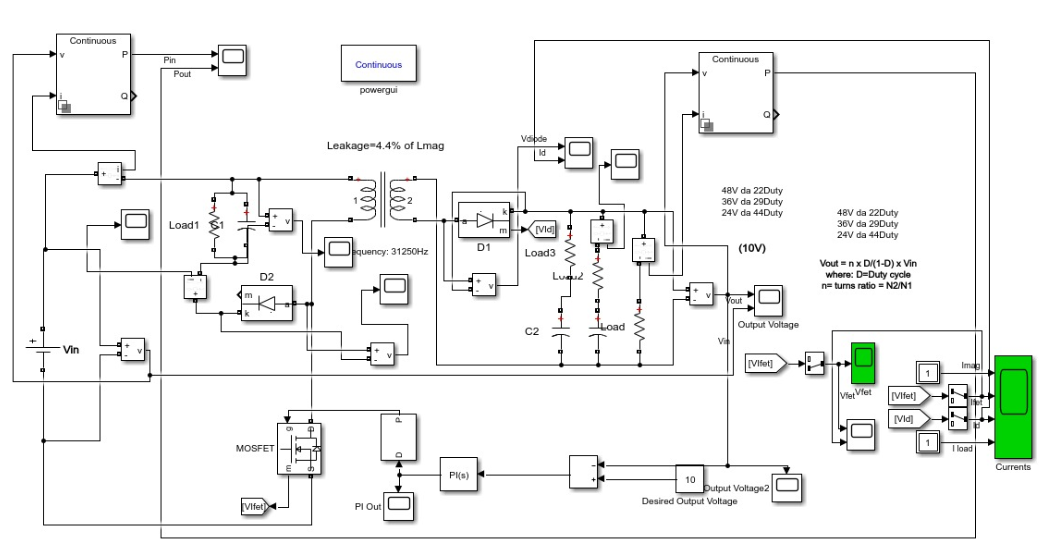 Continuous
v
P
i
Q
Pin
Pout
Continuous
powergui
Continuous
v
P
i
Q
Leakage=4.4% of Lmag
Vdiode
Id
48V da 22Duty
36V da 29Duty
24V da 44Duty
48V da 22Duty
36V da 29Duty
24V da 44Duty
(10V)
Vout = n x D/(1-D) x Vin
where: D=Duty cycle
n= turns ratio = N2/N1
+
i
-
1
2
Load1
+
-
v
equency: 31250Hz
a
k
m
D1
[VId]
Load3
+
-
v
D2
m
k
a
+
-
v
C2
Load
+
-
v
Vout
Output Voltage
Vin
+
Vin
+
-
v
[VIfet]
Vfet
Vfet
1
Imag
[VIfet]
Ifet
[VId]
Id
1
I load
Currents
MOSFET
g
D
m
S
[VIfet]
P
D
PI Out
PI(s)
−
+
10
Desired Output Voltage
Output Voltage2